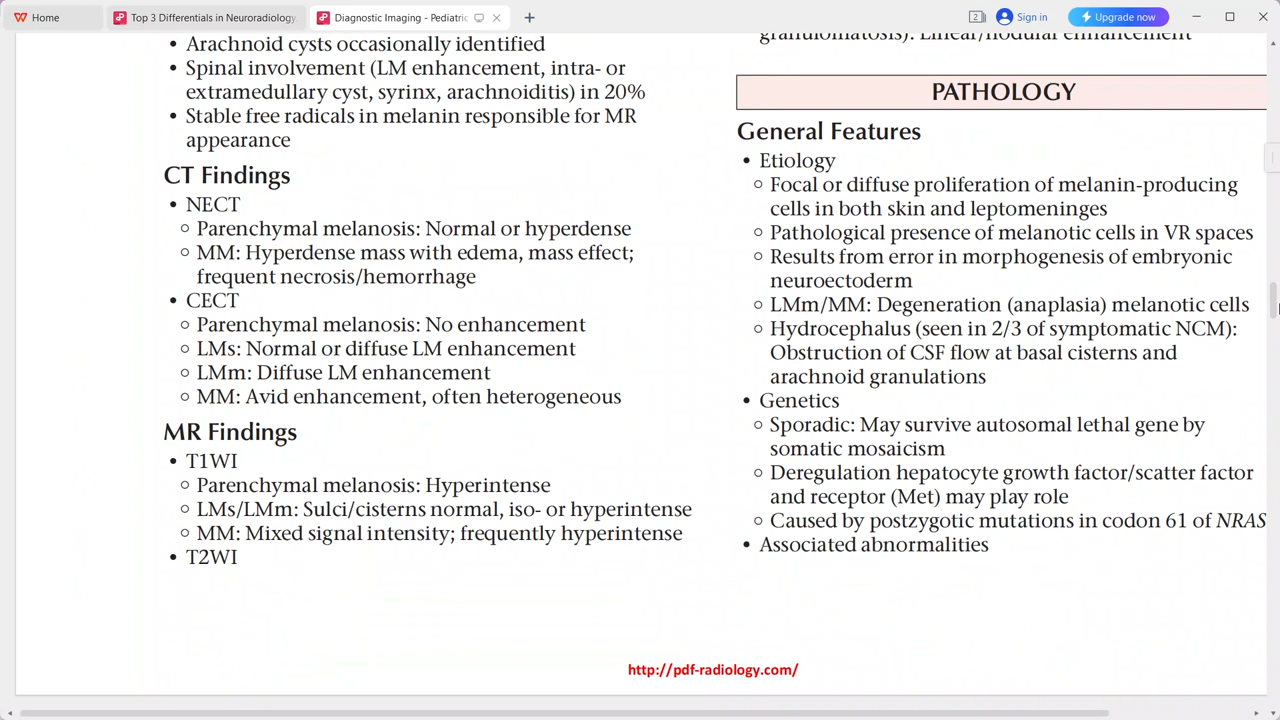 Home
Top 3 Differentials in Neuroradiology.
Diagnostic Imaging - Pediatric
2
Sign in
Upgrade now
• Arachnoid cysts occasionally identified
• Spinal involvement (LM enhancement, intra- or
extramedullary cyst, syrinx, arachnoiditis) in 20%
• Stable free radicals in melanin responsible for MR
appearance
CT Findings
• NECT
○ Parenchymal melanosis: Normal or hyperdense
○ MM: Hyperdense mass with edema, mass effect;
frequent necrosis/hemorrhage
• CECT
○ Parenchymal melanosis: No enhancement
○ LMs: Normal or diffuse LM enhancement
○ LMm: Diffuse LM enhancement
○ MM: Avid enhancement, often heterogeneous
MR Findings
• T1WI
○ Parenchymal melanosis: Hyperintense
○ LMs/LMm: Sulci/cisterns normal, iso- or hyperintense
○ MM: Mixed signal intensity; frequently hyperintense
• T2WI
granulomatosis): Linear/nodular enhancement
PATHOLOGY
General Features
• Etiology
○ Focal or diffuse proliferation of melanin-producing
cells in both skin and leptomeninges
○ Pathological presence of melanotic cells in VR spaces
○ Results from error in morphogenesis of embryonic
neuroectoderm
○ LMm/MM: Degeneration (anaplasia) melanotic cells
○ Hydrocephalus (seen in 2/3 of symptomatic NCM):
Obstruction of CSF flow at basal cisterns and
arachnoid granulations
• Genetics
○ Sporadic: May survive autosomal lethal gene by
somatic mosaicism
○ Deregulation hepatocyte growth factor/scatter factor
and receptor (Met) may play role
○ Caused by postzygotic mutations in codon 61 of NRAS
• Associated abnormalities
http://pdf-radiology.com/